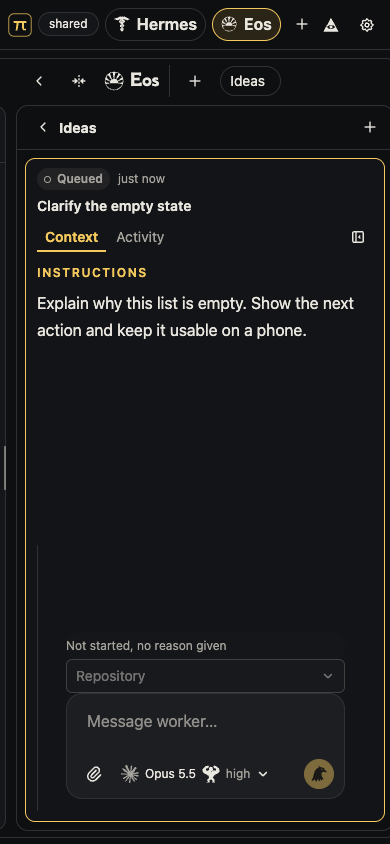 π shared Hermes Eos
Eos Ideas
Ideas
Queued just now
Clarify the empty state
Context Activity
INSTRUCTIONS
Explain why this list is empty. Show the next
action and keep it usable on a phone.
Not started, no reason given
Repository
Message worker...
Opus 5.5 high